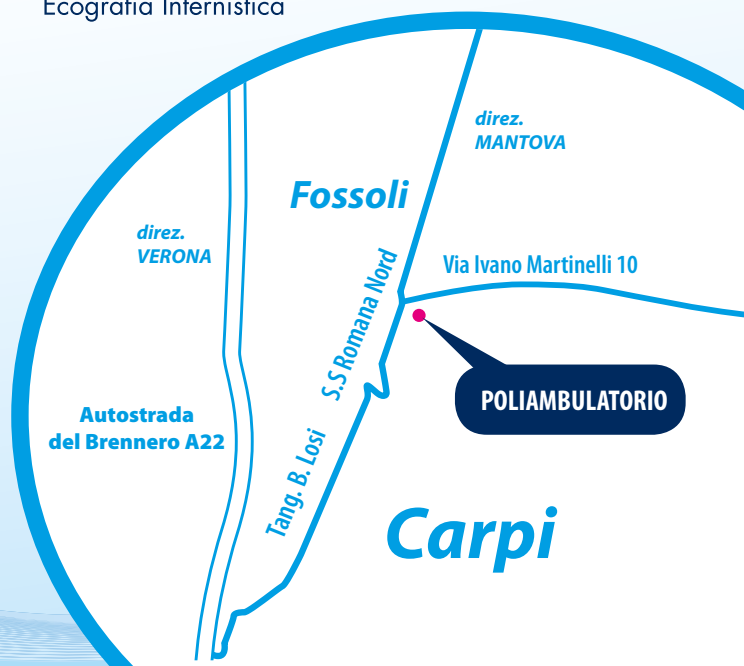 Ecografia Internistica
direz.
MANTOVA
Fossoli
direz.
VERONA
Via Ivano Martinelli 10
S.S Romana Nord
POLIAMBULATORIO
Autostrada
del Brennero A22
Tang. B. Losi
Carpi